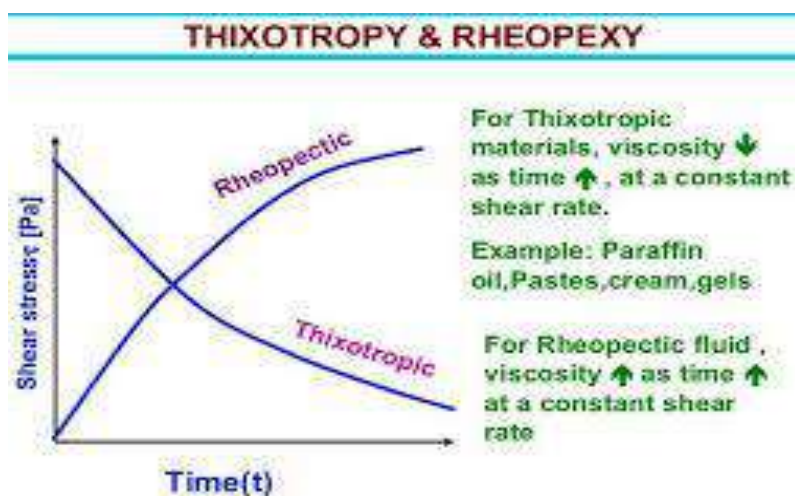 THIXOTROPY & RHEOPEXY
Shear stressτ [Pa]
Rheopectic
Thixotropic
Time(t)
For Thixotropic
materials, viscosity ↓
as time ↑ , at a constant
shear rate.
Example: Paraffin
oil,Pastes,cream,gels
For Rheopectic fluid ,
viscosity ↑ as time ↑
at a constant shear
rate